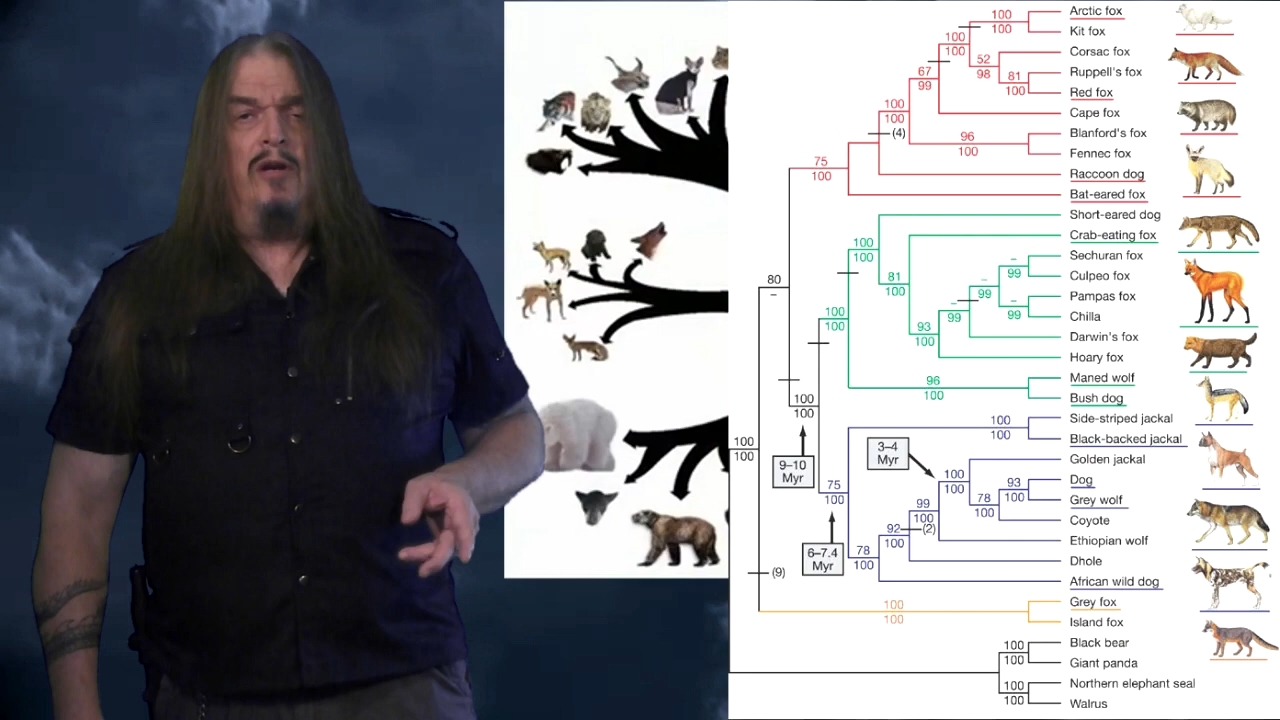 Arctic fox
100
100
Kit fox
100
100
Corsac fox
52
98
Ruppell's fox
81
100
67
99
Red fox
Cape fox
100
100
(4)
Blanford's fox
96
100
Fennec fox
75
100
Raccoon dog
Bat-eared fox
Short-eared dog
Crab-eating fox
100
100
Sechuran fox
–
99
Culpeo fox
81
100
–
99
Pampas fox
–
99
Chilla
80
–
–
99
Darwin's fox
100
100
93
100
Hoary fox
Maned wolf
96
100
Bush dog
100
100
Side-striped jackal
100
100
Black-backed jackal
100
100
3–4
Myr
Golden jackal
9–10
Myr
100
100
Dog
93
100
75
100
78
100
Grey wolf
99
100
Coyote
92
100
(2)
Ethiopian wolf
6–7.4
Myr
78
100
Dhole
(9)
African wild dog
Grey fox
100
100
Island fox
Black bear
100
100
Giant panda
Northern elephant seal
100
100
Walrus